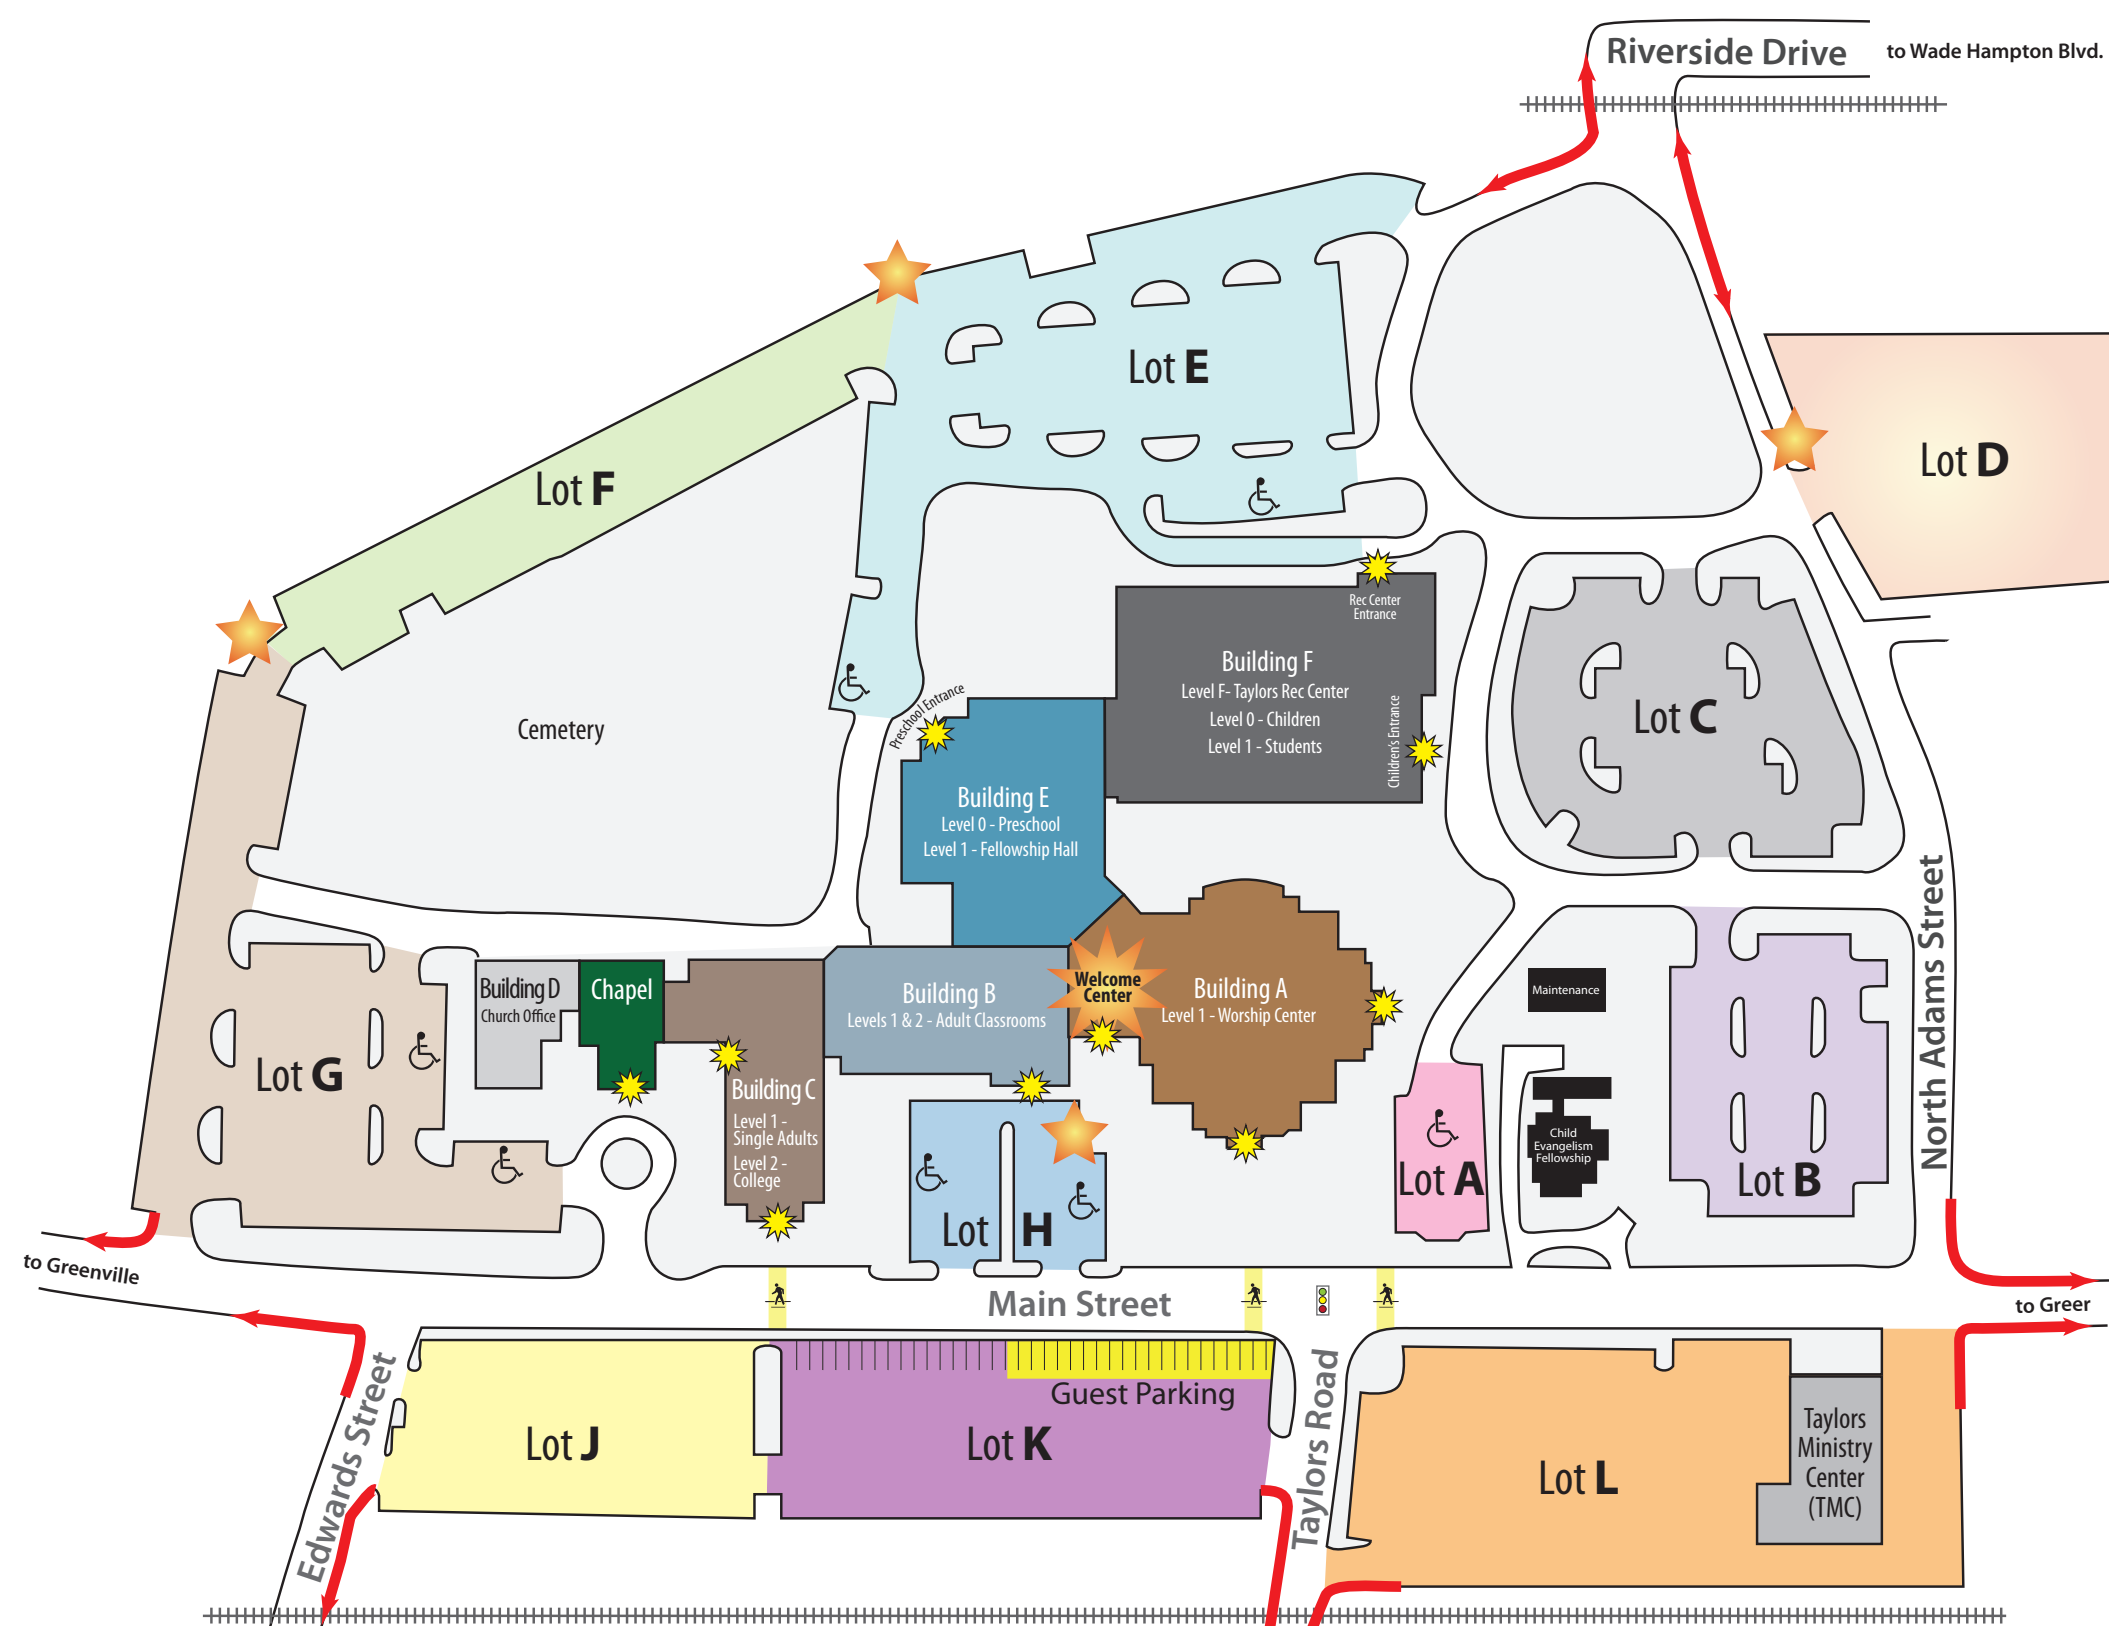 Riverside Drive
to Wade Hampton Blvd.
Lot E
Lot D
Lot F
Rec Center
Entrance
Building F
Level F- Taylors Rec Center
Level 0 - Children
Level 1 - Students
Children's Entrance
Preschool Entrance
Lot C
Cemetery
Building E
Level 0 - Preschool
Level 1 - Fellowship Hall
North Adams Street
Building D
Church Office
Chapel
Building B
Levels 1 & 2 - Adult Classrooms
Welcome
Center
Building A
Level 1 - Worship Center
Maintenance
Lot G
Building C
Level 1 -
Single Adults
Level 2 -
College
Child
Evangelism
Fellowship
Lot A
Lot B
Lot H
to Greenville
Main Street
to Greer
Edwards Street
Guest Parking
Taylors Road
Lot J
Lot K
Lot L
Taylors
Ministry
Center
(TMC)